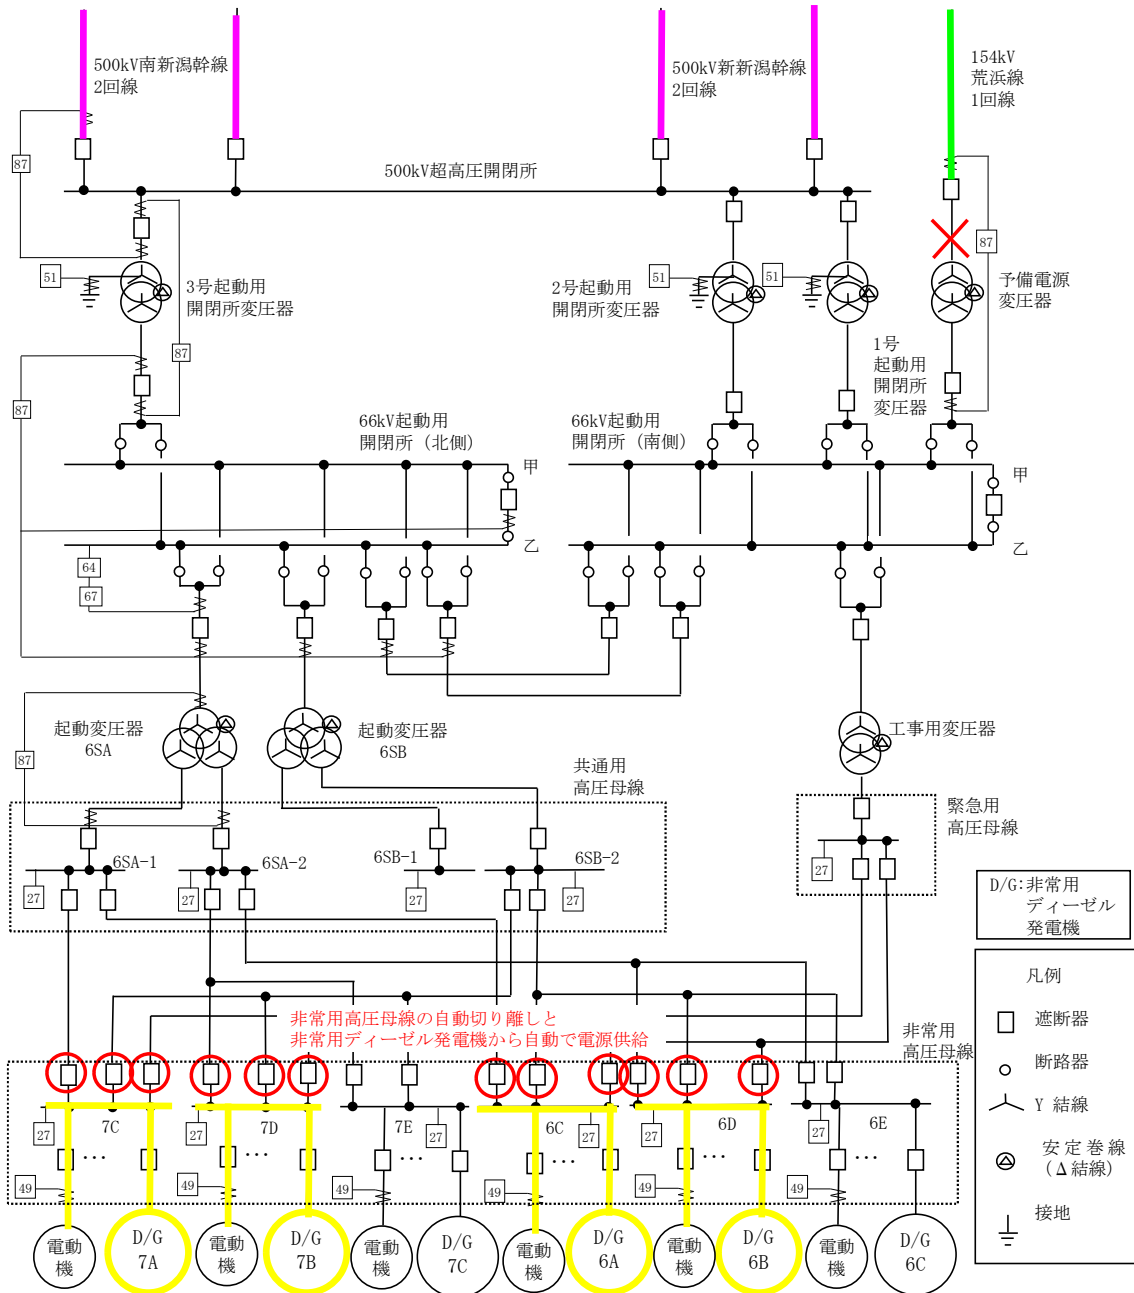 500kV南新潟幹線
2回線
500kV新新潟幹線
2回線
154kV
荒浜線
1回線
87
500kV超高圧開閉所
87
51
3号起動用
開閉所変圧器
51
2号起動用
開閉所変圧器
51
予備電源
変圧器
87
1号
起動用
開閉所
変圧器
87
66kV起動用
開閉所（北側）
66kV起動用
開閉所（南側）
甲
甲
乙
乙
64
67
起動変圧器
6SA
起動変圧器
6SB
工事用変圧器
87
共通用
高圧母線
緊急用
高圧母線
6SA-1
6SA-2
6SB-1
6SB-2
27
27
27
27
27
D/G:非常用
ディーゼル
発電機
凡例
遮断器
断路器
Y 結線
安定巻線
(Δ結線)
接地
非常用高圧母線の自動切り離しと
非常用ディーゼル発電機から自動で電源供給
非常用
高圧母線
7C
7D
7E
6C
6D
6E
27
27
27
27
27
27
…
…
…
…
…
…
49
49
49
49
49
49
電動
機
D/G
7A
電動
機
D/G
7B
電動
機
D/G
7C
電動
機
D/G
6A
電動
機
D/G
6B
電動
機
D/G
6C